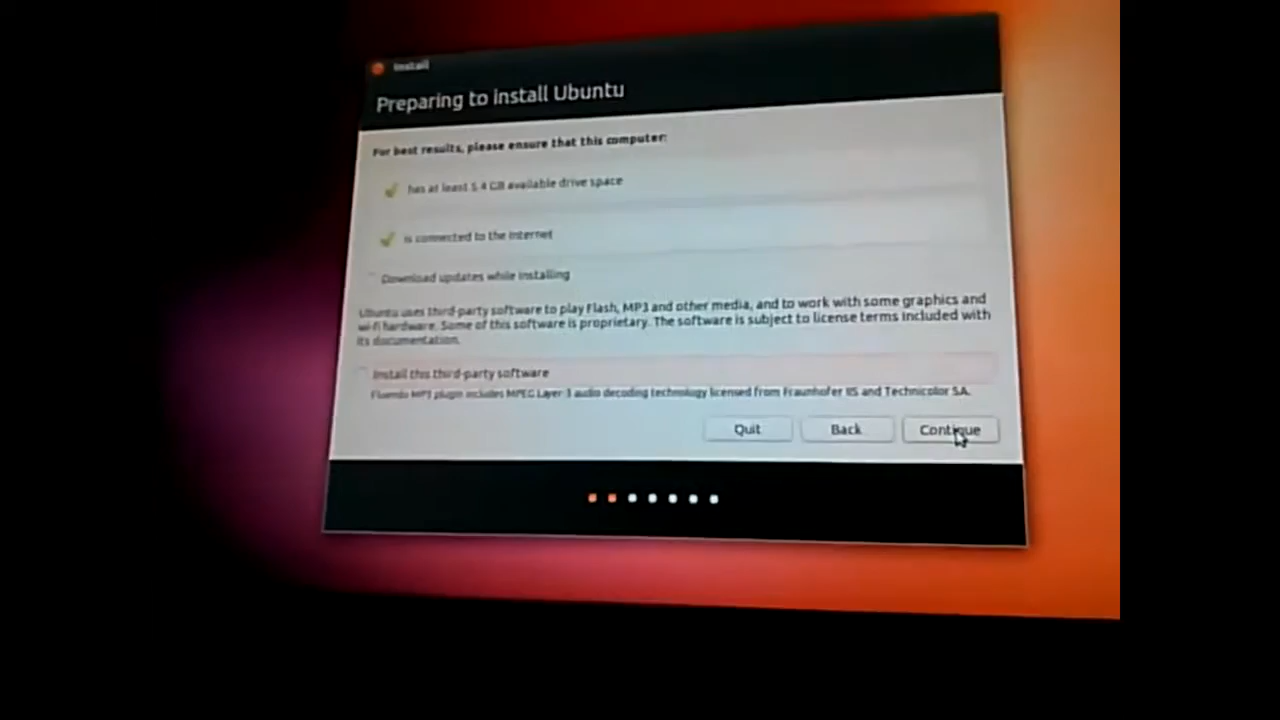 Install
Preparing to install Ubuntu
For best results, please ensure that this computer:
has at least 5.4 GB available drive space
is connected to the Internet
Download updates while installing
Ubuntu uses third-party software to play Flash, MP3 and other media, and to work with some graphics and
wi-fi hardware. Some of this software is proprietary. The software is subject to license terms included with
its documentation.
Install this third-party software
Fluendo MP3 plugin includes MPEG Layer 3 audio decoding technology licensed from Fraunhofer IIS and Technicolor SA.
Quit
Back
Continue